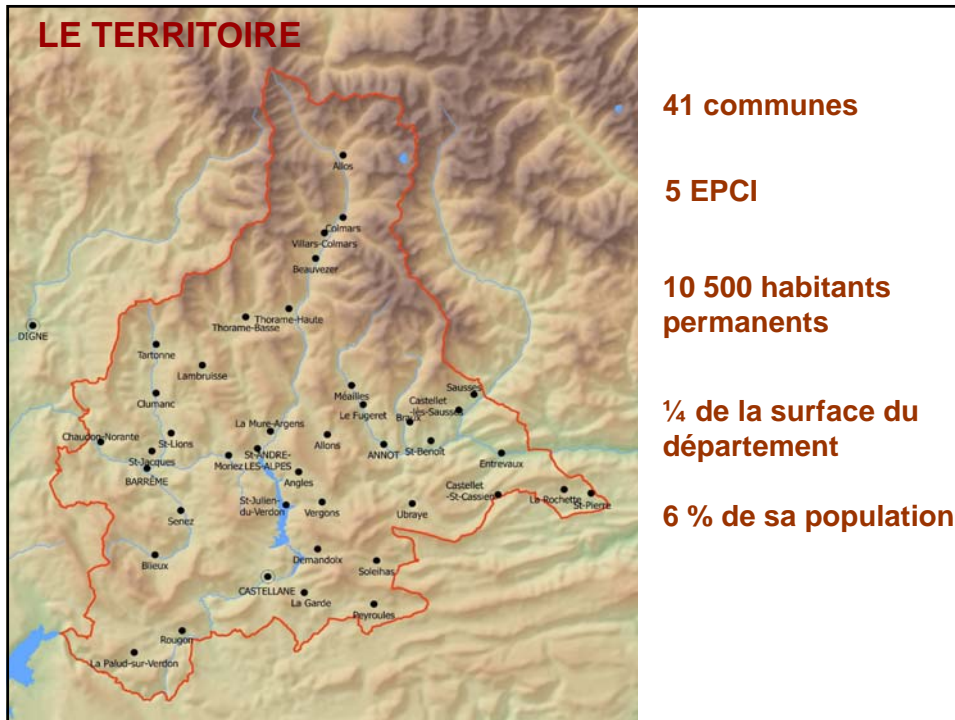 LE TERRITOIRE
41 communes
5 EPCI
10 500 habitants
permanents
¼ de la surface du
département
6 % de sa population
Allos
Colmars
Villars-Colmars
Beauvezer
Thorame-Haute
Thorame-Basse
DIGNE
Tartonne
Lambruisse
Méailles
Castellet
-lès-Sausses
Sausses
Clumanc
Le Fugeret
Braux
La Mure-Argens
Chaudon-Norante
St-Lions
Allons
ANNOT
St-Benoît
St-Jacques
Moriez
St-ANDRE-
LES-ALPES
Entrevaux
BARRÊME
Angles
Castellet
-St-Cassien
La Rochette
St-Pierre
St-Julien-
du-Verdon
Vergons
Ubraye
Senez
Blieux
Demandolx
Soleihas
CASTELLANE
La Garde
Peyroules
Rougon
La Palud-sur-Verdon